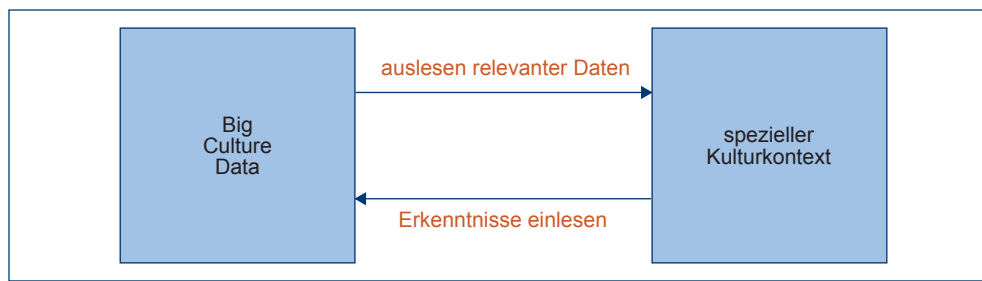 Big
Culture
Data
auslesen relevanter Daten
Erkenntnisse einlesen
spezieller
Kulturkontext